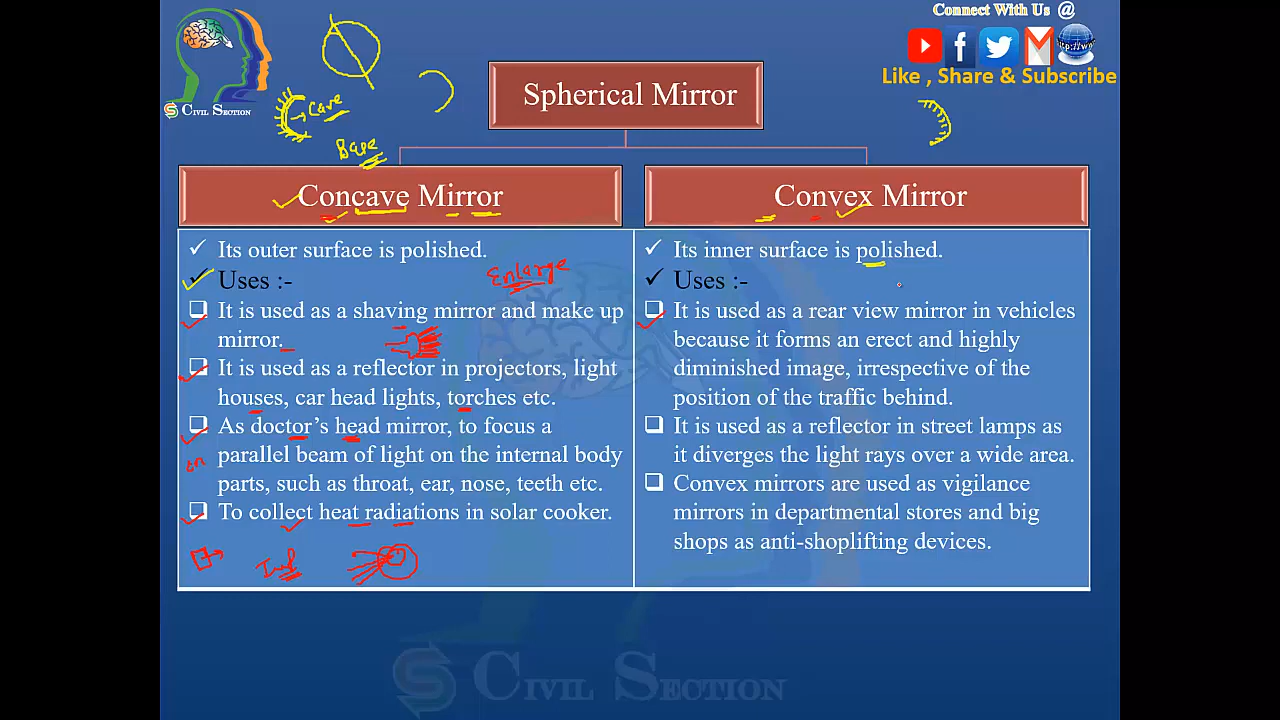 Connect With Us @
http://www
Like , Share & Subscribe
CIVIL SECTION
Cave
Base
Spherical Mirror
Concave Mirror
Its outer surface is polished.
Uses :-
Enlarge
It is used as a shaving mirror and make up
mirror.
It is used as a reflector in projectors, light
houses, car head lights, torches etc.
As doctor's head mirror, to focus a
parallel beam of light on the internal body
parts, such as throat, ear, nose, teeth etc.
To collect heat radiations in solar cooker.
Convex Mirror
Its inner surface is polished.
Uses :-
It is used as a rear view mirror in vehicles
because it forms an erect and highly
diminished image, irrespective of the
position of the traffic behind.
It is used as a reflector in street lamps as
it diverges the light rays over a wide area.
Convex mirrors are used as vigilance
mirrors in departmental stores and big
shops as anti-shoplifting devices.
CIVIL SECTION